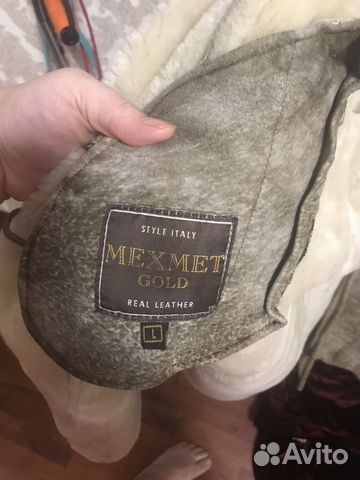 STYLE ITALY
MEXMET
GOLD
REAL LEATHER
L
Avito